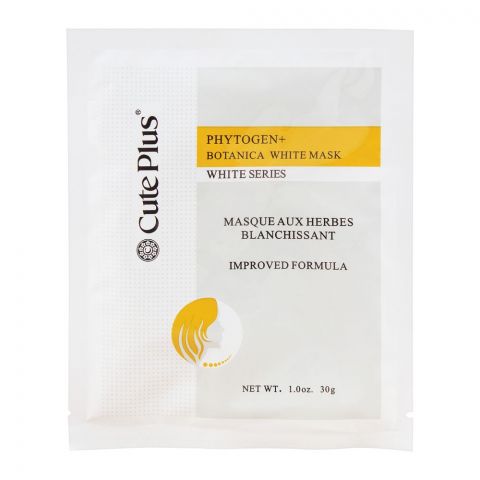 Cute Plus®
PHYTOGEN+
BOTANICA WHITE MASK
WHITE SERIES
MASQUE AUX HERBES
BLANCHISSANT
IMPROVED FORMULA
NET WT. 1.0oz. 30g